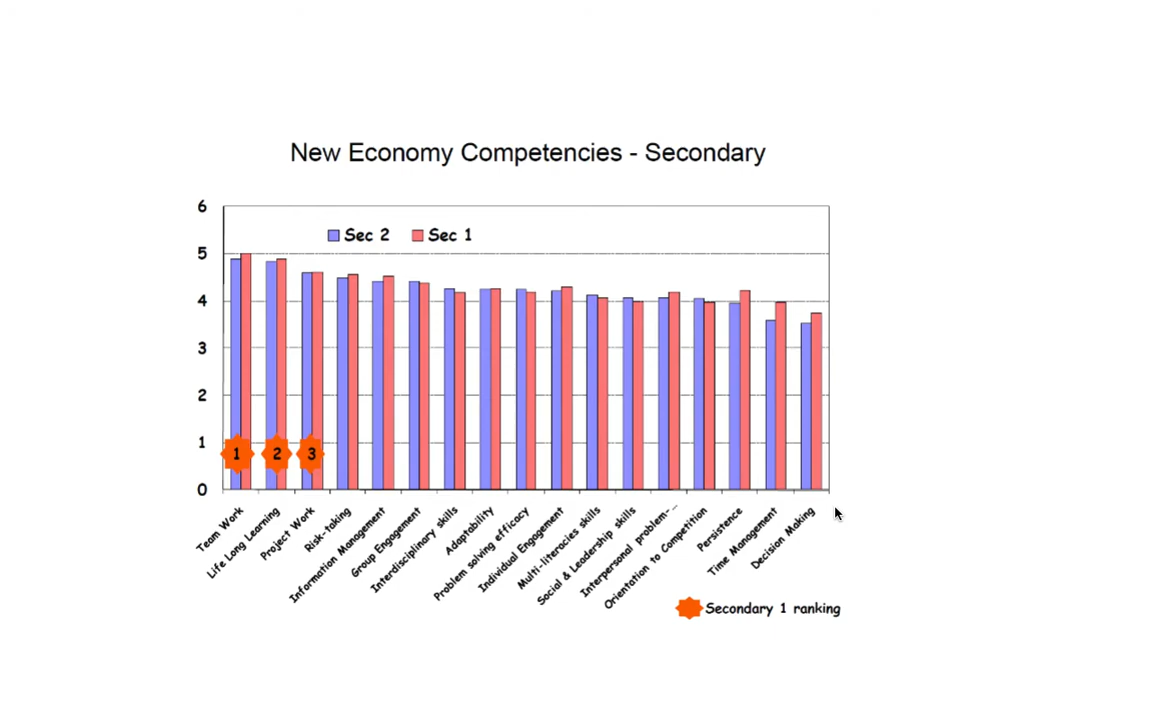 New Economy Competencies - Secondary
6
Sec 2
Sec 1
5
4
3
2
1
0
1
2
3
Team Work
Life Long Learning
Project Work
Risk-taking
Information Management
Group Engagement
Interdisciplinary skills
Adaptability
Problem solving efficacy
Individual Engagement
Multi-literacies skills
Social & Leadership skills
Interpersonal problem-...
Orientation to Competition
Persistence
Time Management
Decision Making
Secondary 1 ranking